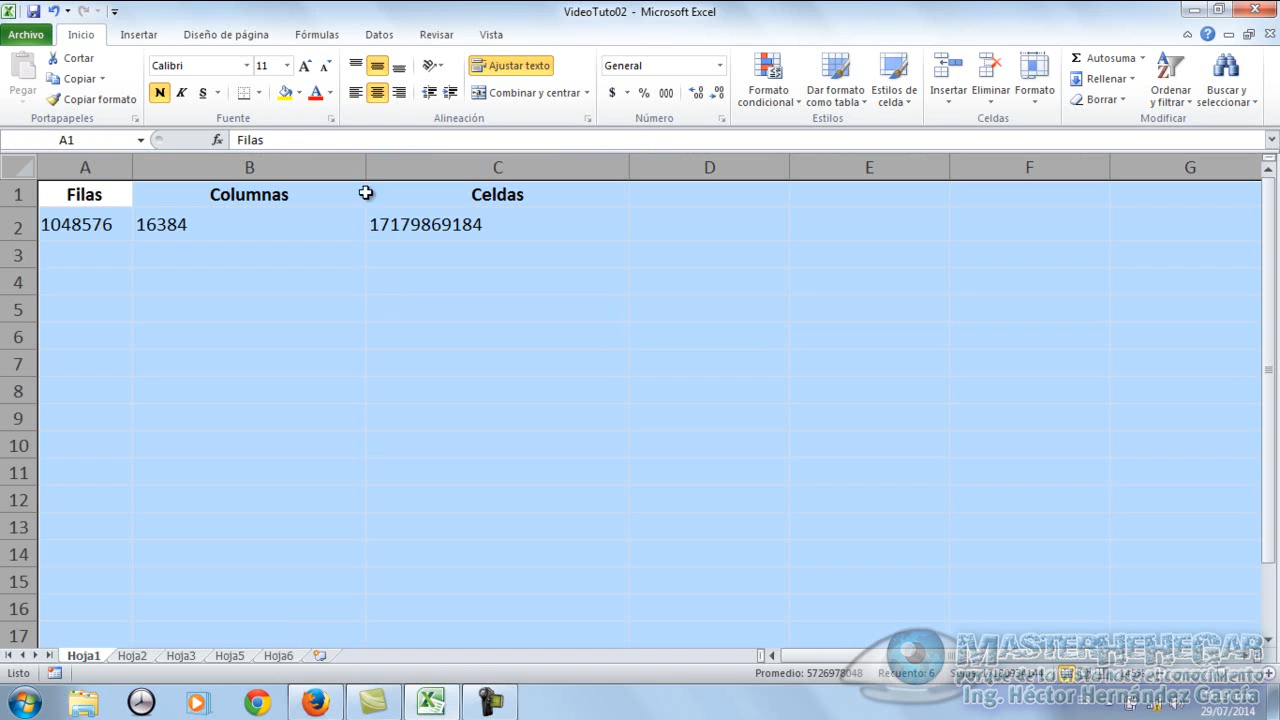 VideoTuto02 - Microsoft Excel
Archivo Inicio Insertar Diseño de página Fórmulas Datos Revisar Vista
Pegar
Cortar
Copiar
Copiar formato
Portapapeles
Calibri 11
N K S
Fuente
Ajustar texto
Combinar y centrar
Alineación
General
$ % 000
Número
Formato condicional
Dar formato como tabla
Estilos de celda
Estilos
Insertar Eliminar Formato
Celdas
Autosuma
Rellenar
Borrar
Ordenar y filtrar
Buscar y seleccionar
Modificar
A1 fx Filas
A B C D E F G
1 Filas Columnas Celdas
2 1048576 16384 17179869184
3
4
5
6
7
8
9
10
11
12
13
14
15
16
17
Hoja1 Hoja2 Hoja3 Hoja5 Hoja6
Listo Promedio: 5726978048 Recuento: 6
MASTERHEHEGAR
Ing. Héctor Hernández García
29/07/2014